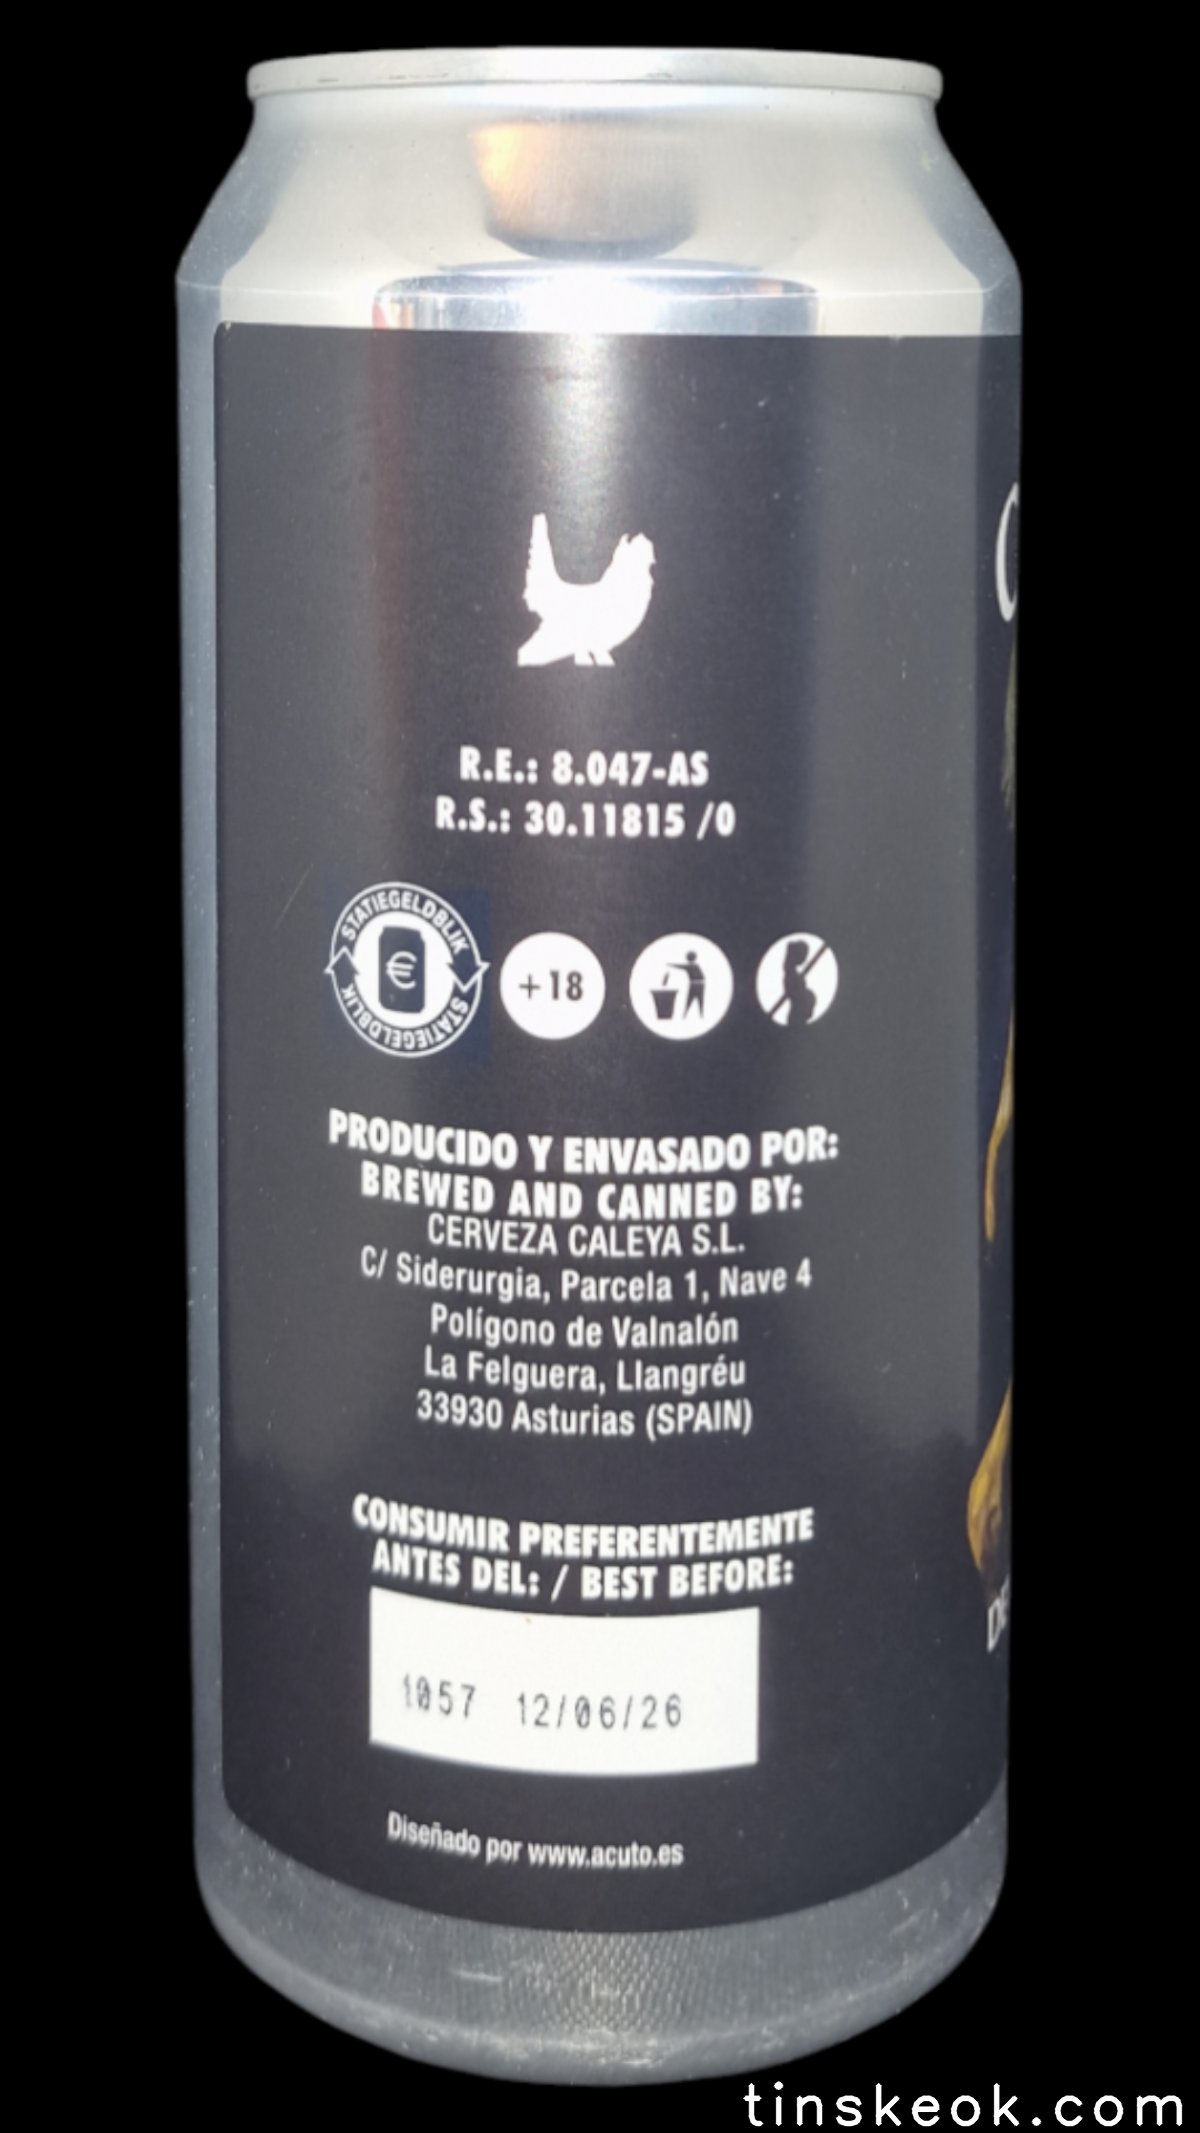 R.E.: 8.047-AS
R.S.: 30.11815 /0
STATIEGELDBLIK
€
STATIEGELDBLIK
+18
PRODUCIDO Y ENVASADO POR:
BREWED AND CANNED BY:
CERVEZA CALEYA S.L.
C/ Siderurgia, Parcela 1, Nave 4
Polígono de Valnalón
La Felguera, Llangréu
33930 Asturias (SPAIN)
CONSUMIR PREFERENTEMENTE
ANTES DEL: / BEST BEFORE:
1057 12/06/26
Diseñado por www.acuto.es
tinskeok.com